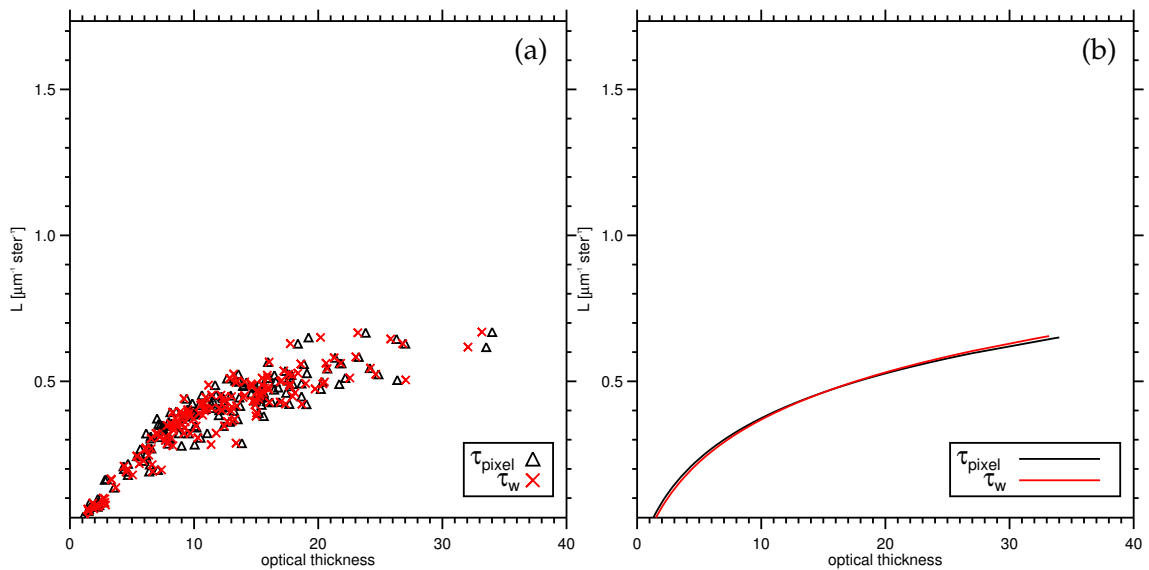 (a)
1.5
1.0
0.5
L [μm⁻¹ ster⁻¹]
τpixel
τw
0 10 20 30 40
optical thickness
(b)
1.5
1.0
0.5
L [μm⁻¹ ster⁻¹]
τpixel
τw
0 10 20 30 40
optical thickness